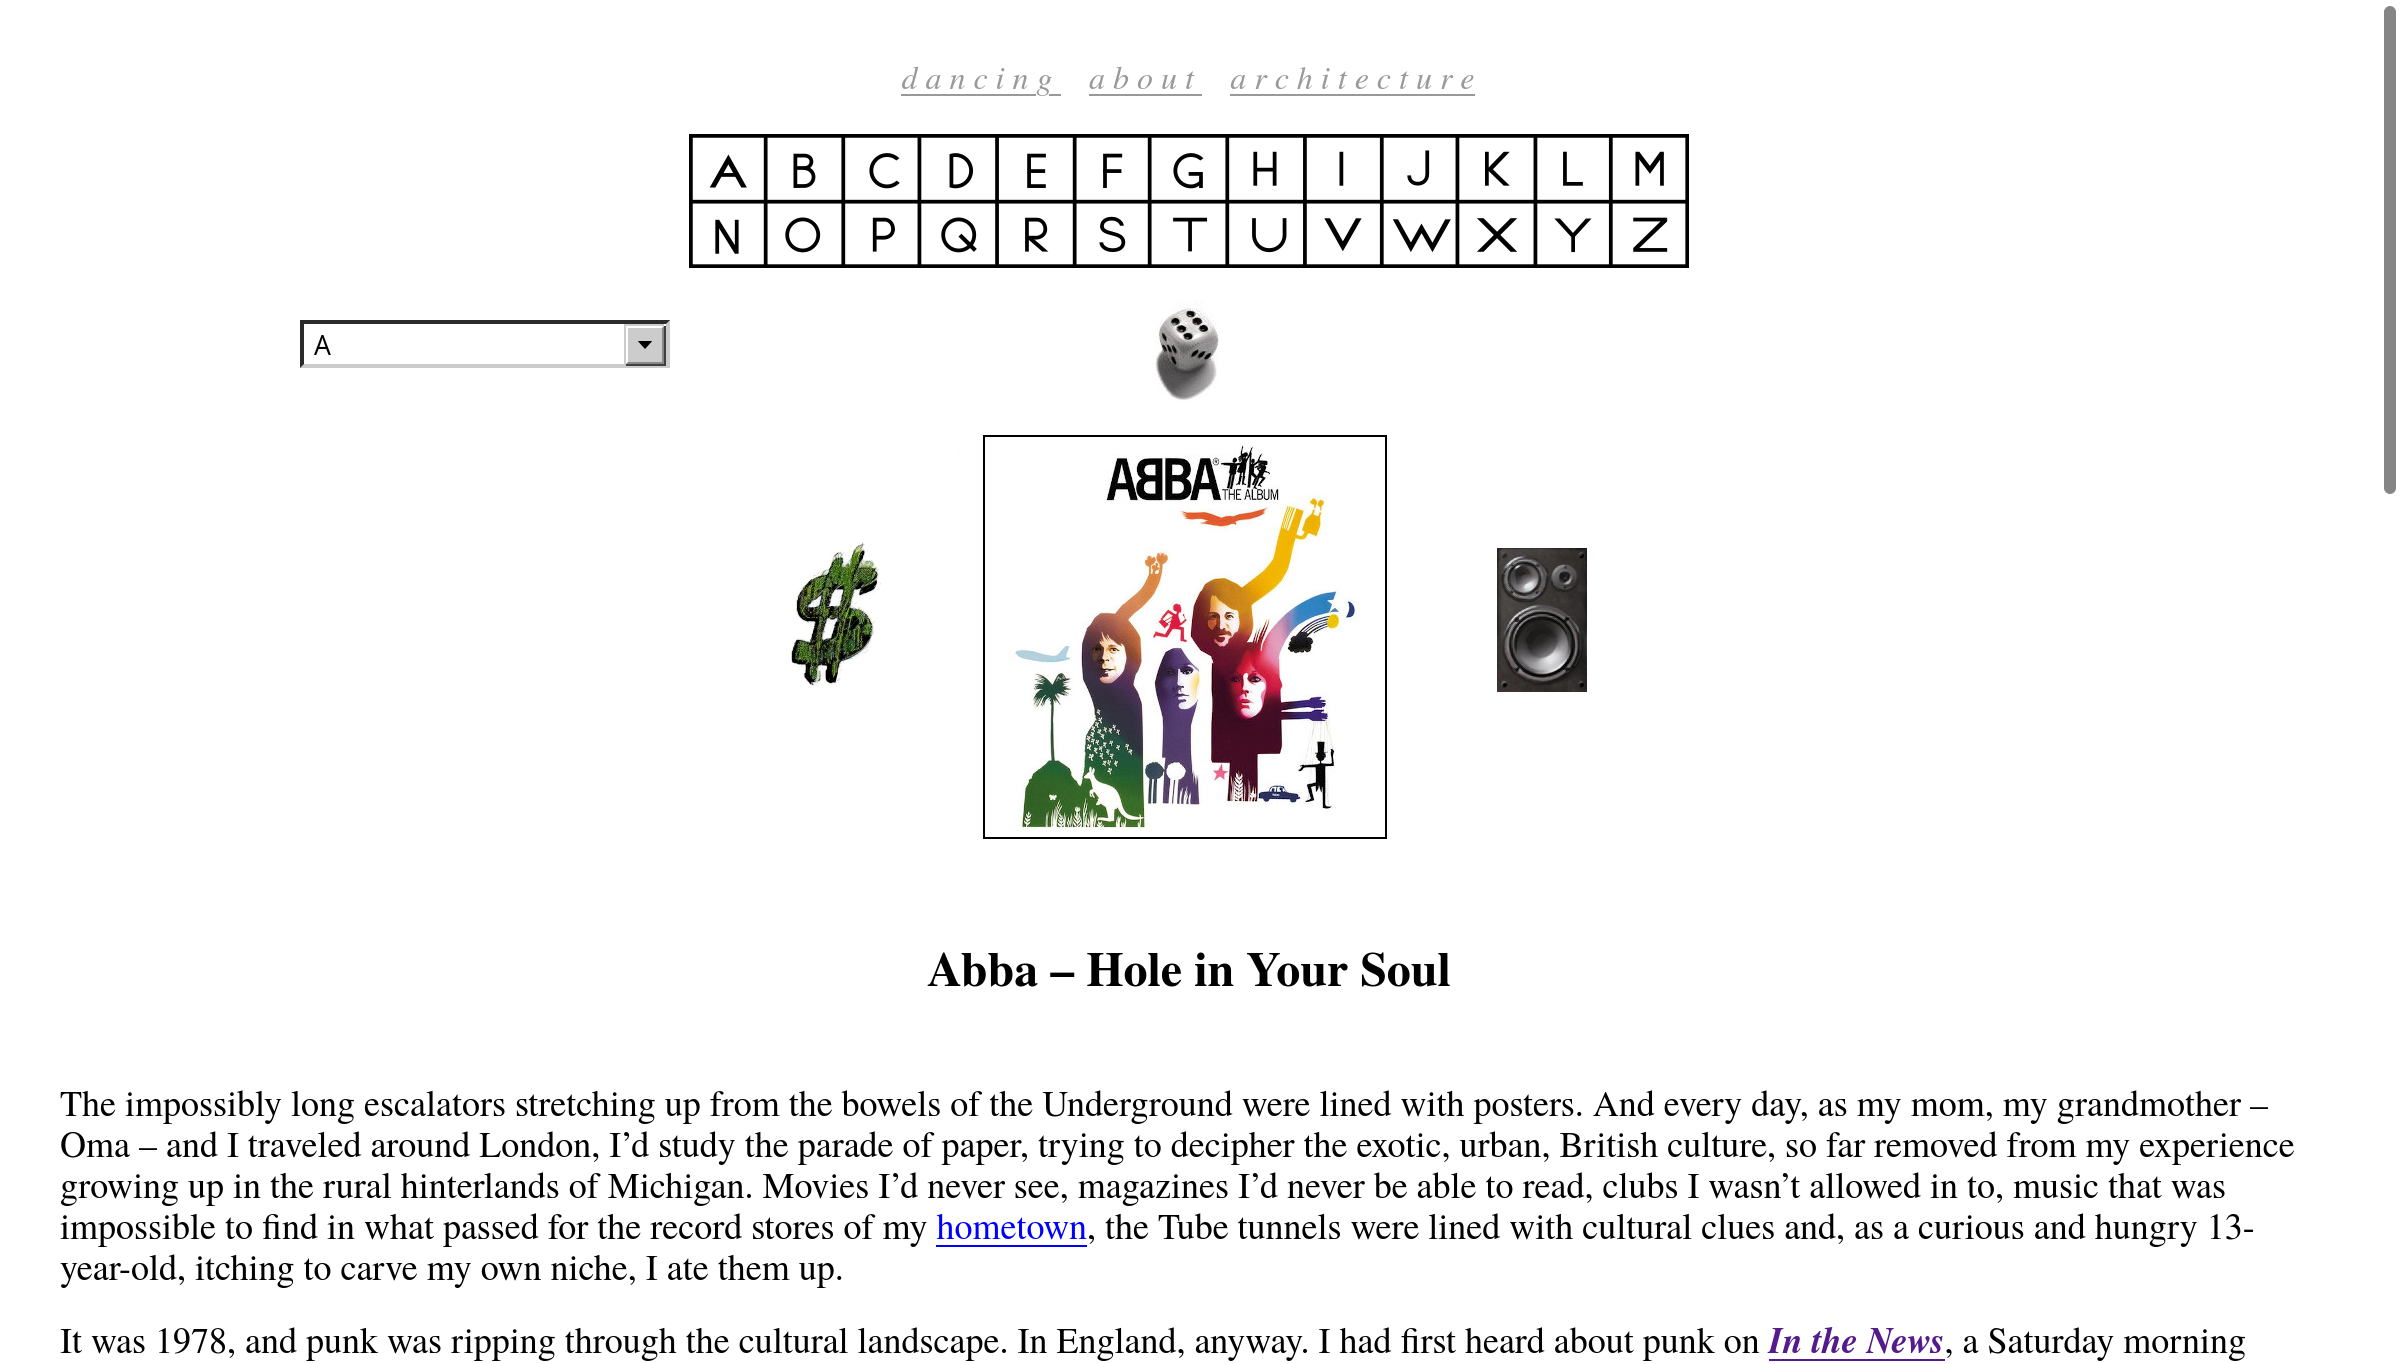 dancing about architecture
A B C D E F G H I J K L M
N O P Q R S T U V W X Y Z
A
ABBA®
THE ALBUM
Abba – Hole in Your Soul
The impossibly long escalators stretching up from the bowels of the Underground were lined with posters. And every day, as my mom, my grandmother –
Oma – and I traveled around London, I’d study the parade of paper, trying to decipher the exotic, urban, British culture, so far removed from my experience
growing up in the rural hinterlands of Michigan. Movies I’d never see, magazines I’d never be able to read, clubs I wasn’t allowed in to, music that was
impossible to find in what passed for the record stores of my hometown, the Tube tunnels were lined with cultural clues and, as a curious and hungry 13-
year-old, itching to carve my own niche, I ate them up.
It was 1978, and punk was ripping through the cultural landscape. In England, anyway. I had first heard about punk on In the News, a Saturday morning